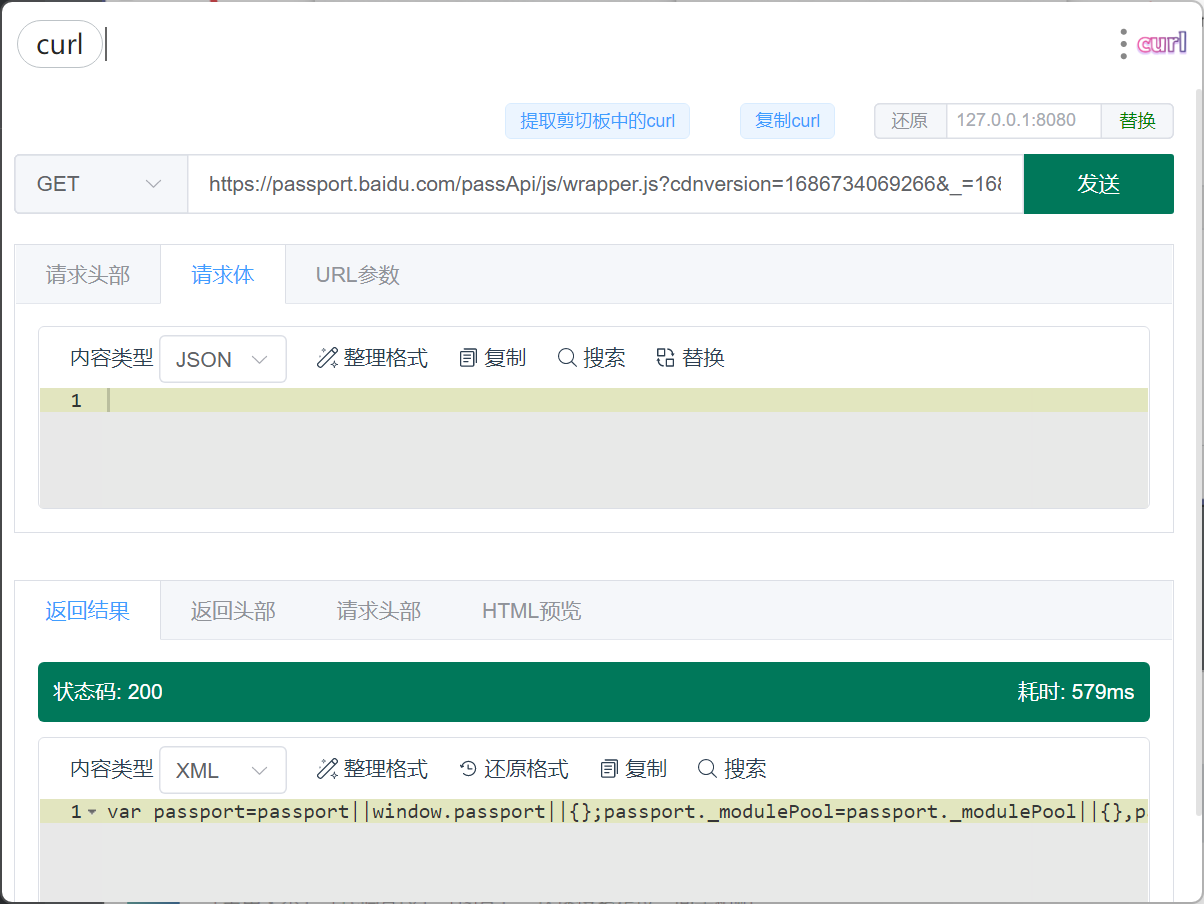 curl
curl
提取剪切板中的curl 复制curl 还原 127.0.0.1:8080 替换
GET https://passport.baidu.com/passApi/js/wrapper.js?cdnversion=1686734069266&_=168 发送
请求头部 请求体 URL参数
内容类型 JSON 整理格式 复制 搜索 替换
1
返回结果 返回头部 请求头部 HTML预览
状态码: 200 耗时: 579ms
内容类型 XML 整理格式 还原格式 复制 搜索
1 var passport=passport||window.passport||{};passport._modulePool=passport._modulePool||{},p